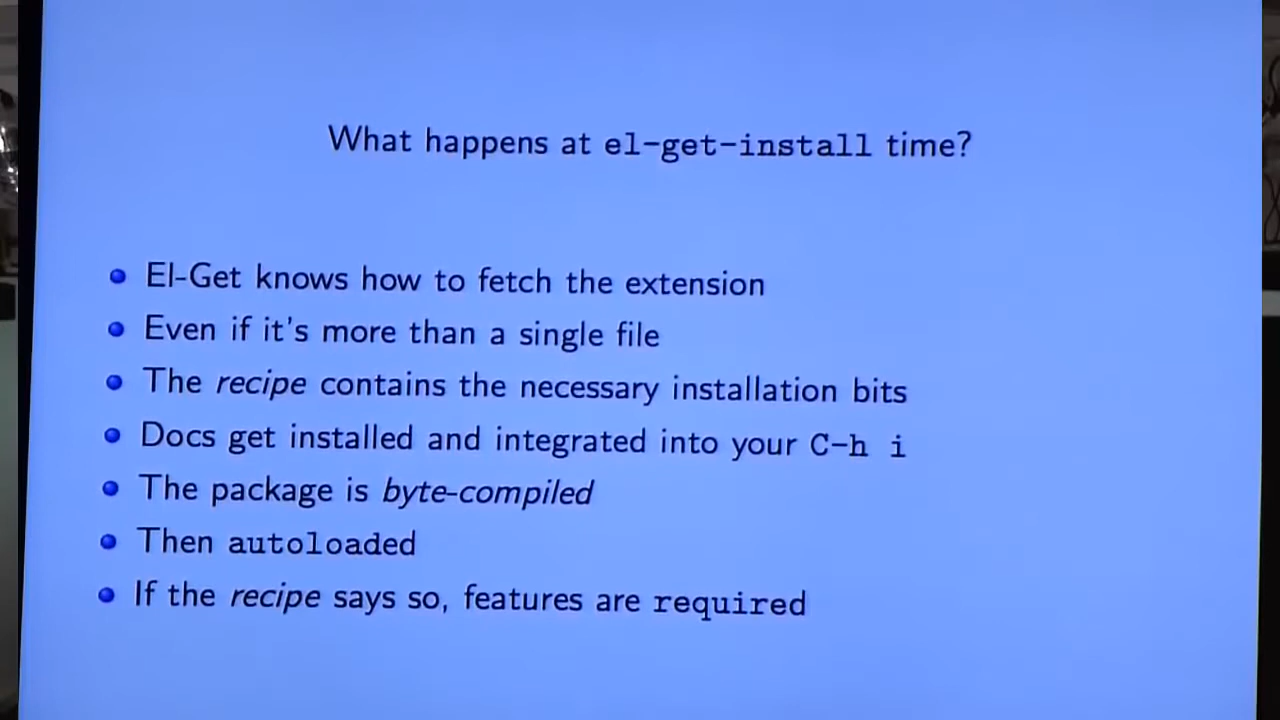 What happens at el-get-install time?
El-Get knows how to fetch the extension
Even if it's more than a single file
The recipe contains the necessary installation bits
Docs get installed and integrated into your C-h i
The package is byte-compiled
Then autoloaded
If the recipe says so, features are required